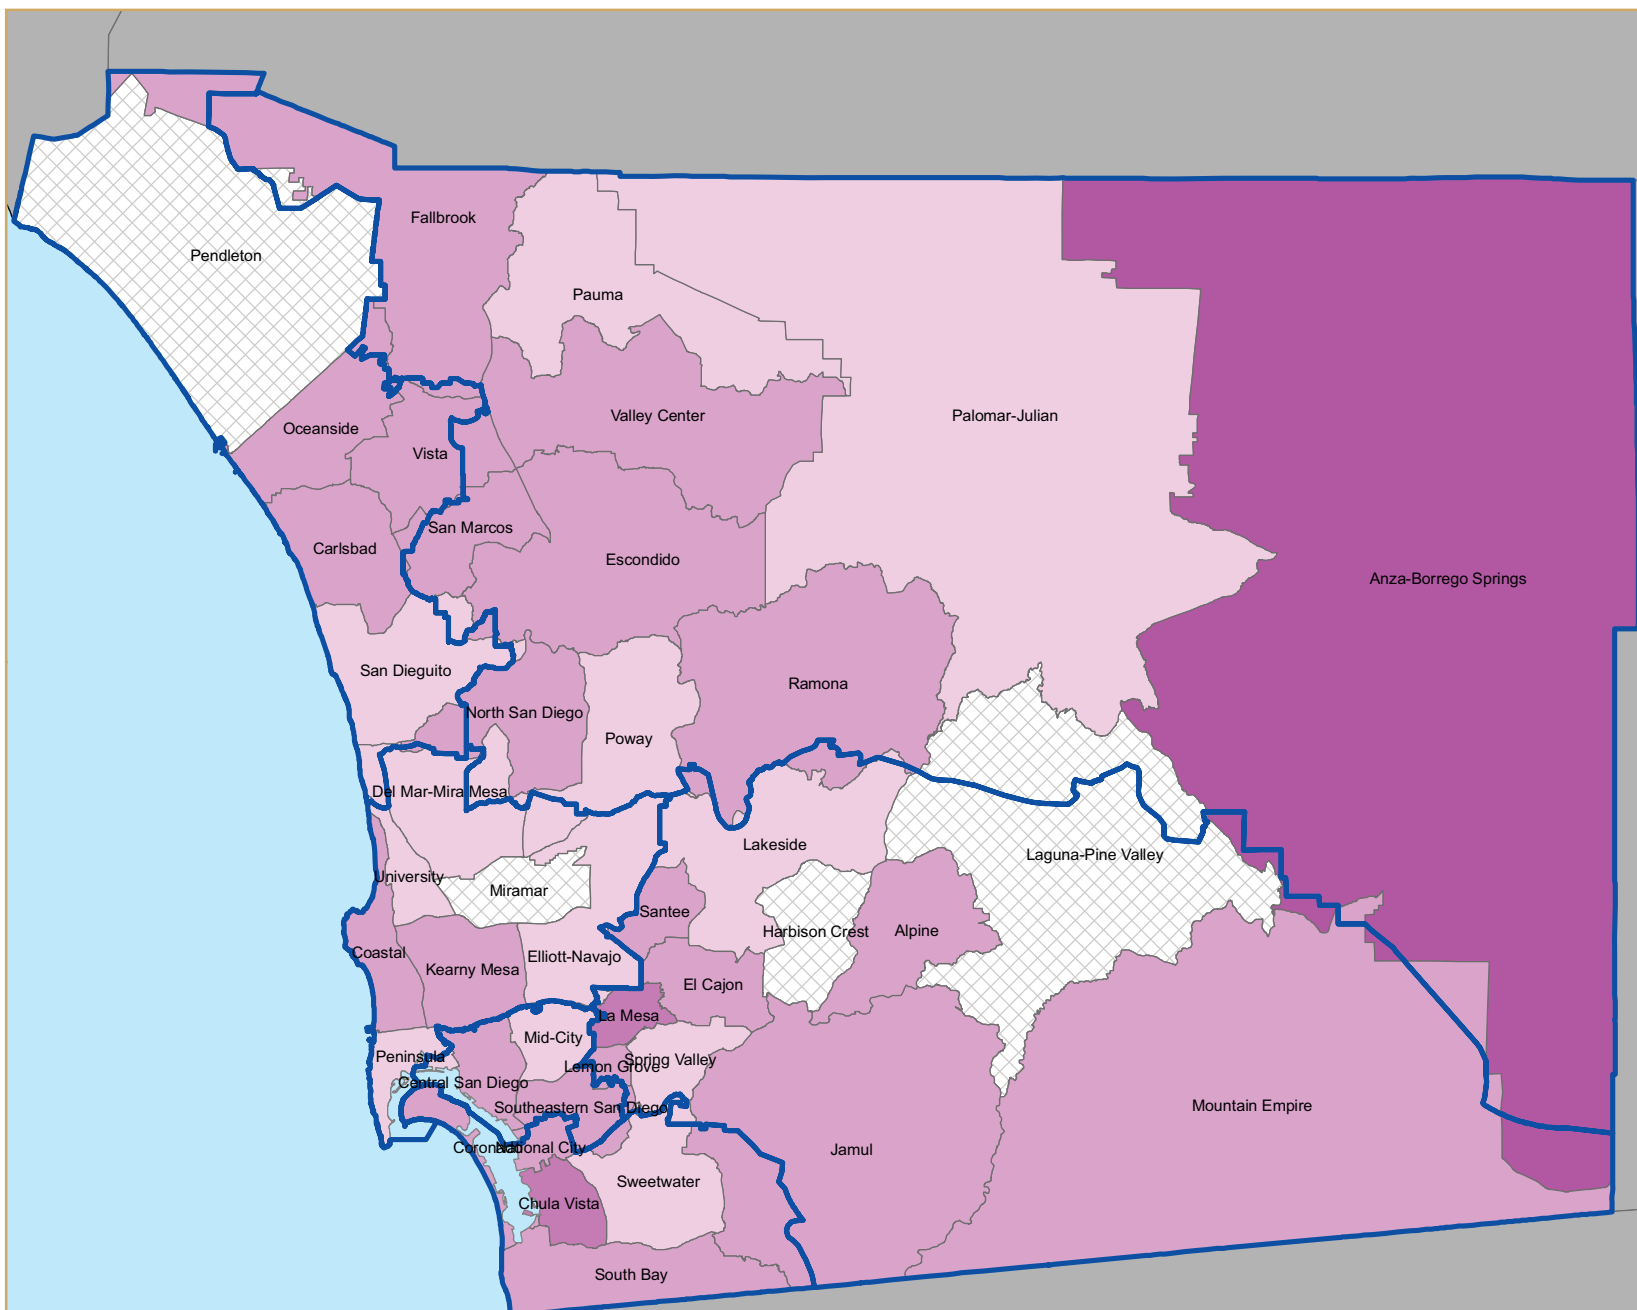 Fallbrook
Pendleton
Pauma
Valley Center
Palomar-Julian
Oceanside
Vista
San Marcos
Carlsbad
Escondido
Anza-Borrego Springs
San Dieguito
Ramona
North San Diego
Poway
Del Mar-Mira Mesa
Lakeside
Laguna-Pine Valley
University
Miramar
Santee
Harbison Crest
Alpine
Coastal
Elliott-Navajo
Kearny Mesa
El Cajon
La Mesa
Mid-City
Peninsula
Lemon Grove
Spring Valley
Central San Diego
Southeastern San Diego
Mountain Empire
Coronado
National City
Jamul
Sweetwater
Chula Vista
South Bay